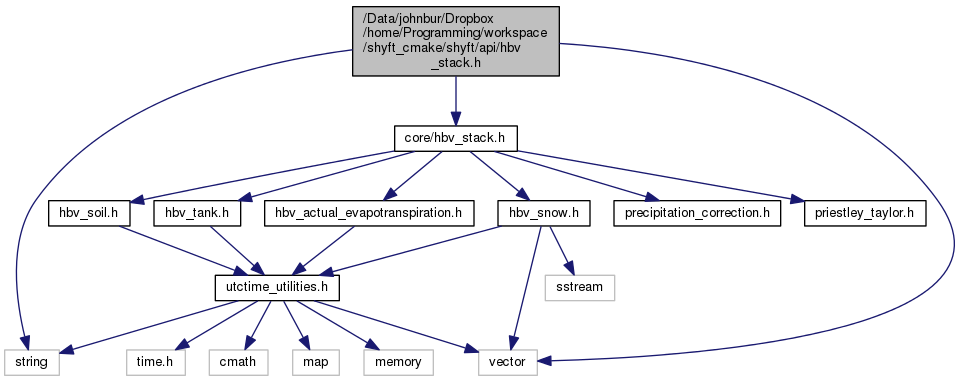 /Data/johnbur/Dropbox
/home/Programming/workspace
/shyft_cmake/shyft/api/hbv
_stack.h
core/hbv_stack.h
hbv_soil.h
hbv_tank.h
hbv_actual_evapotranspiration.h
hbv_snow.h
precipitation_correction.h
priestley_taylor.h
utctime_utilities.h
sstream
string
time.h
cmath
map
memory
vector